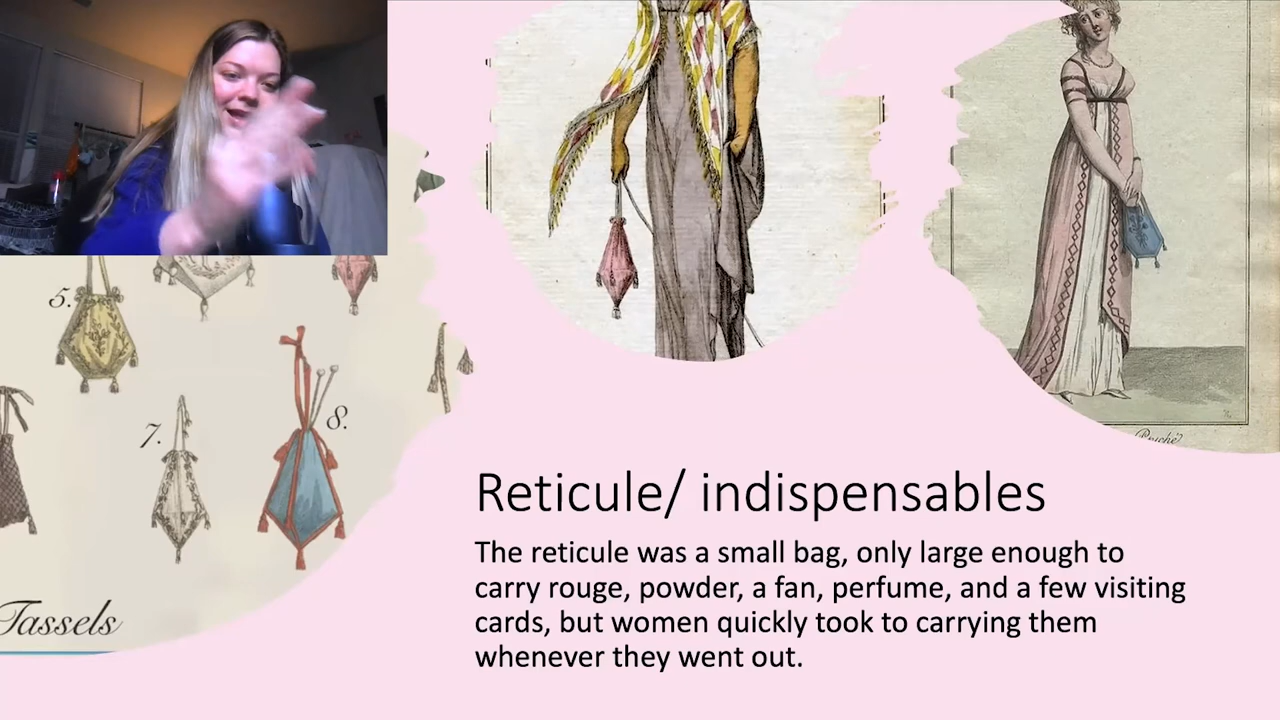 5.
7.
8.
Tassels
Reticule/ indispensables
The reticule was a small bag, only large enough to
carry rouge, powder, a fan, perfume, and a few visiting
cards, but women quickly took to carrying them
whenever they went out.